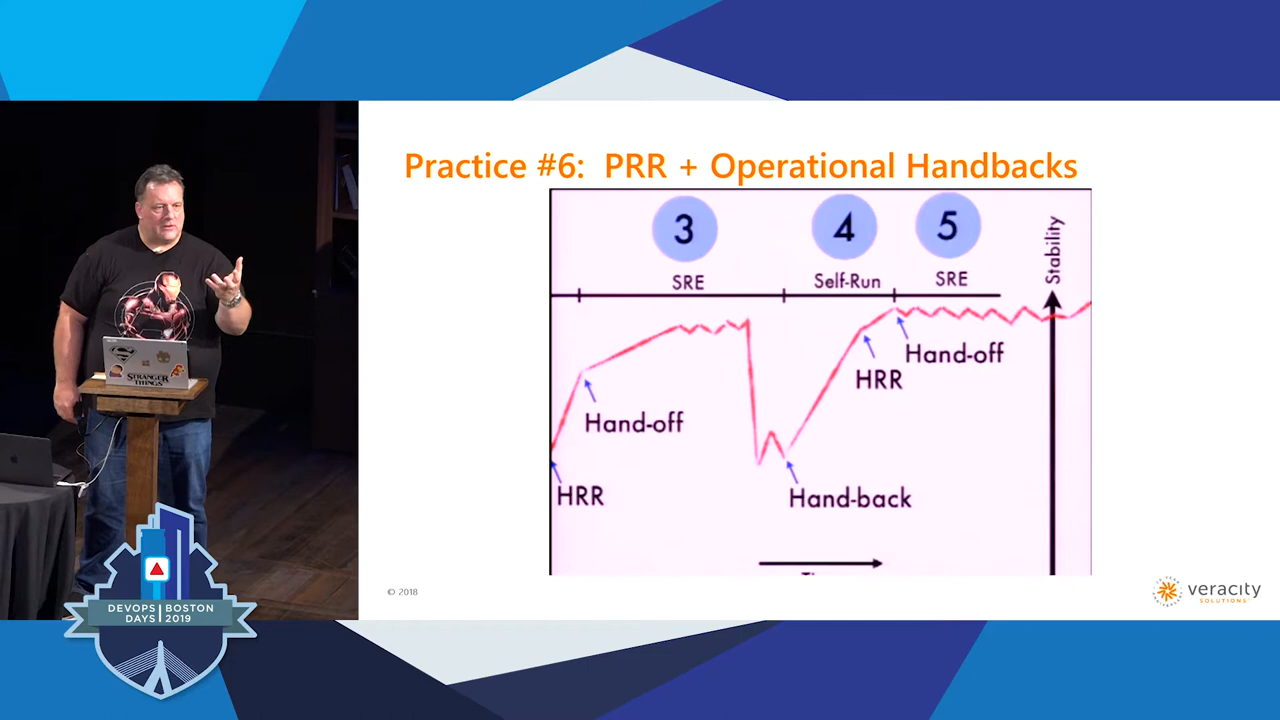 Practice #6: PRR + Operational Handbacks
3
4
5
SRE
Self-Run
SRE
Stability
Hand-off
HRR
Hand-off
HRR
Hand-back
© 2018
veracity
SOLUTIONS
STRANGER
THINGS
DEVOPS BOSTON
DAYS 2019